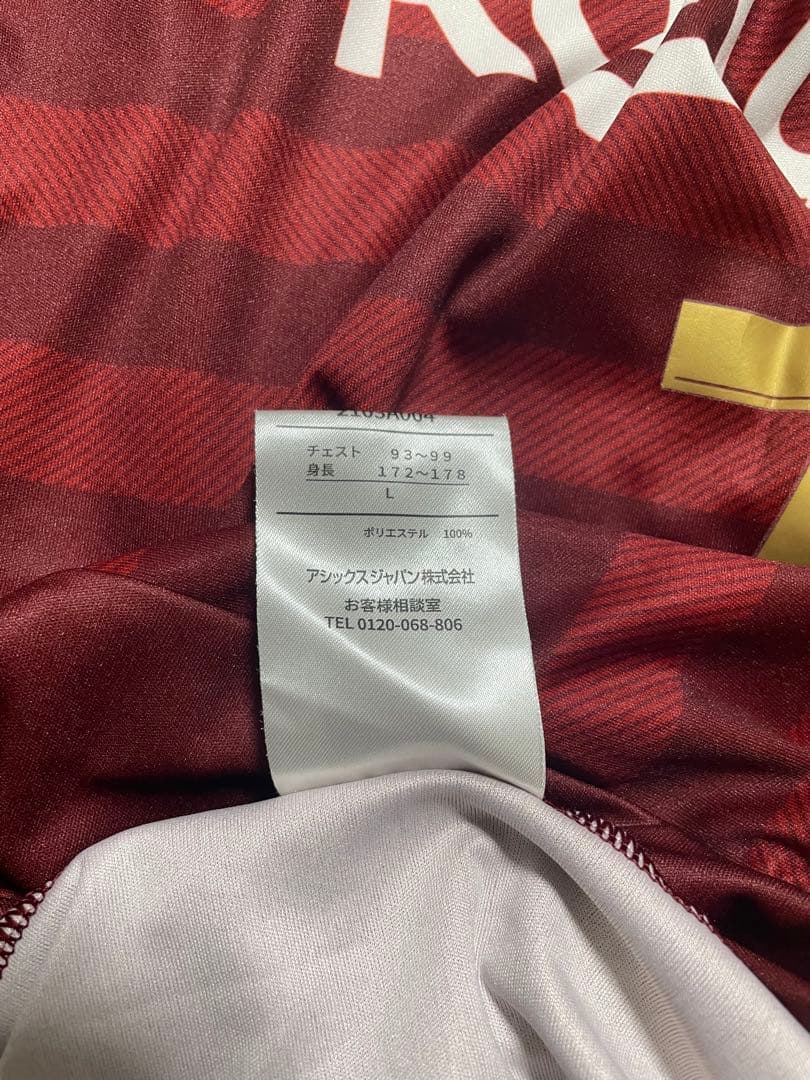 2103A064
チェスト 93～99
身長 172～178
L
ポリエステル 100%
アシックスジャパン株式会社
お客様相談室
TEL 0120-068-806